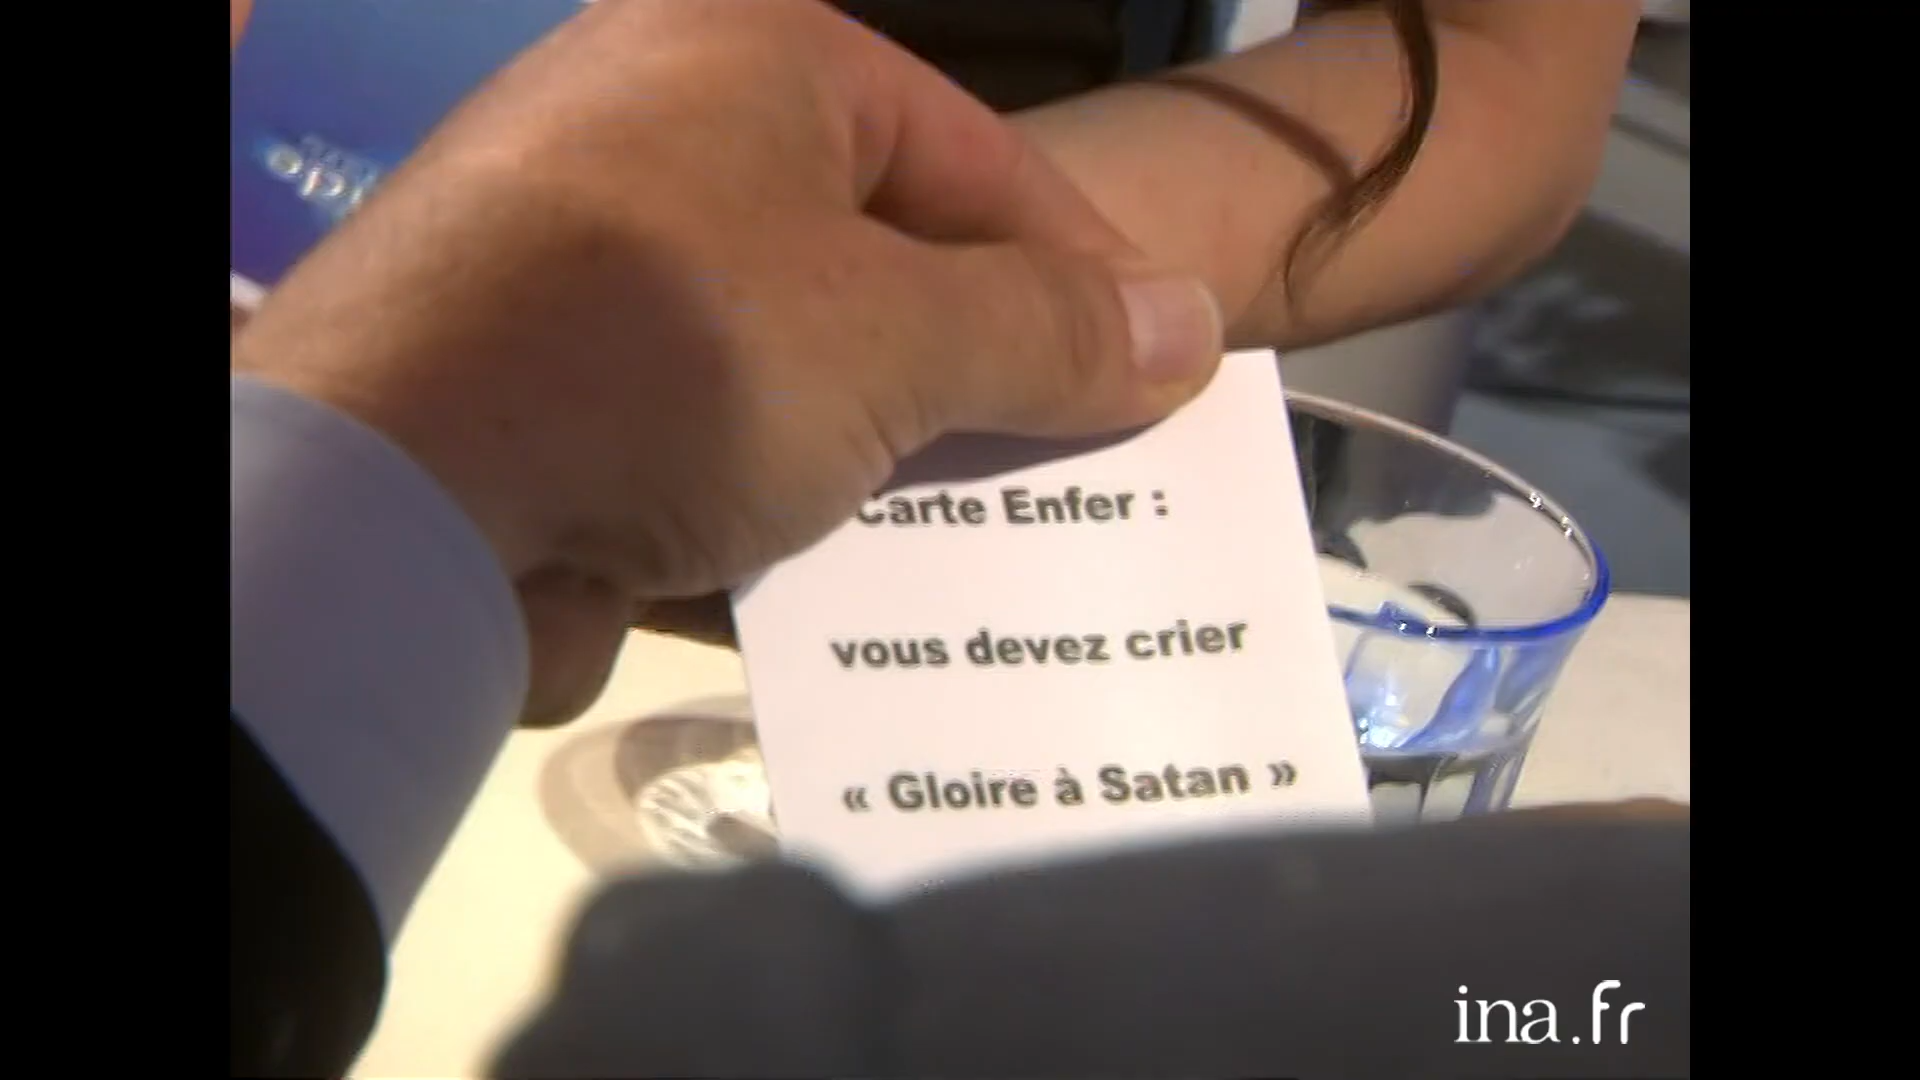 Carte Enfer :
vous devez crier
« Gloire à Satan »
ina.fr